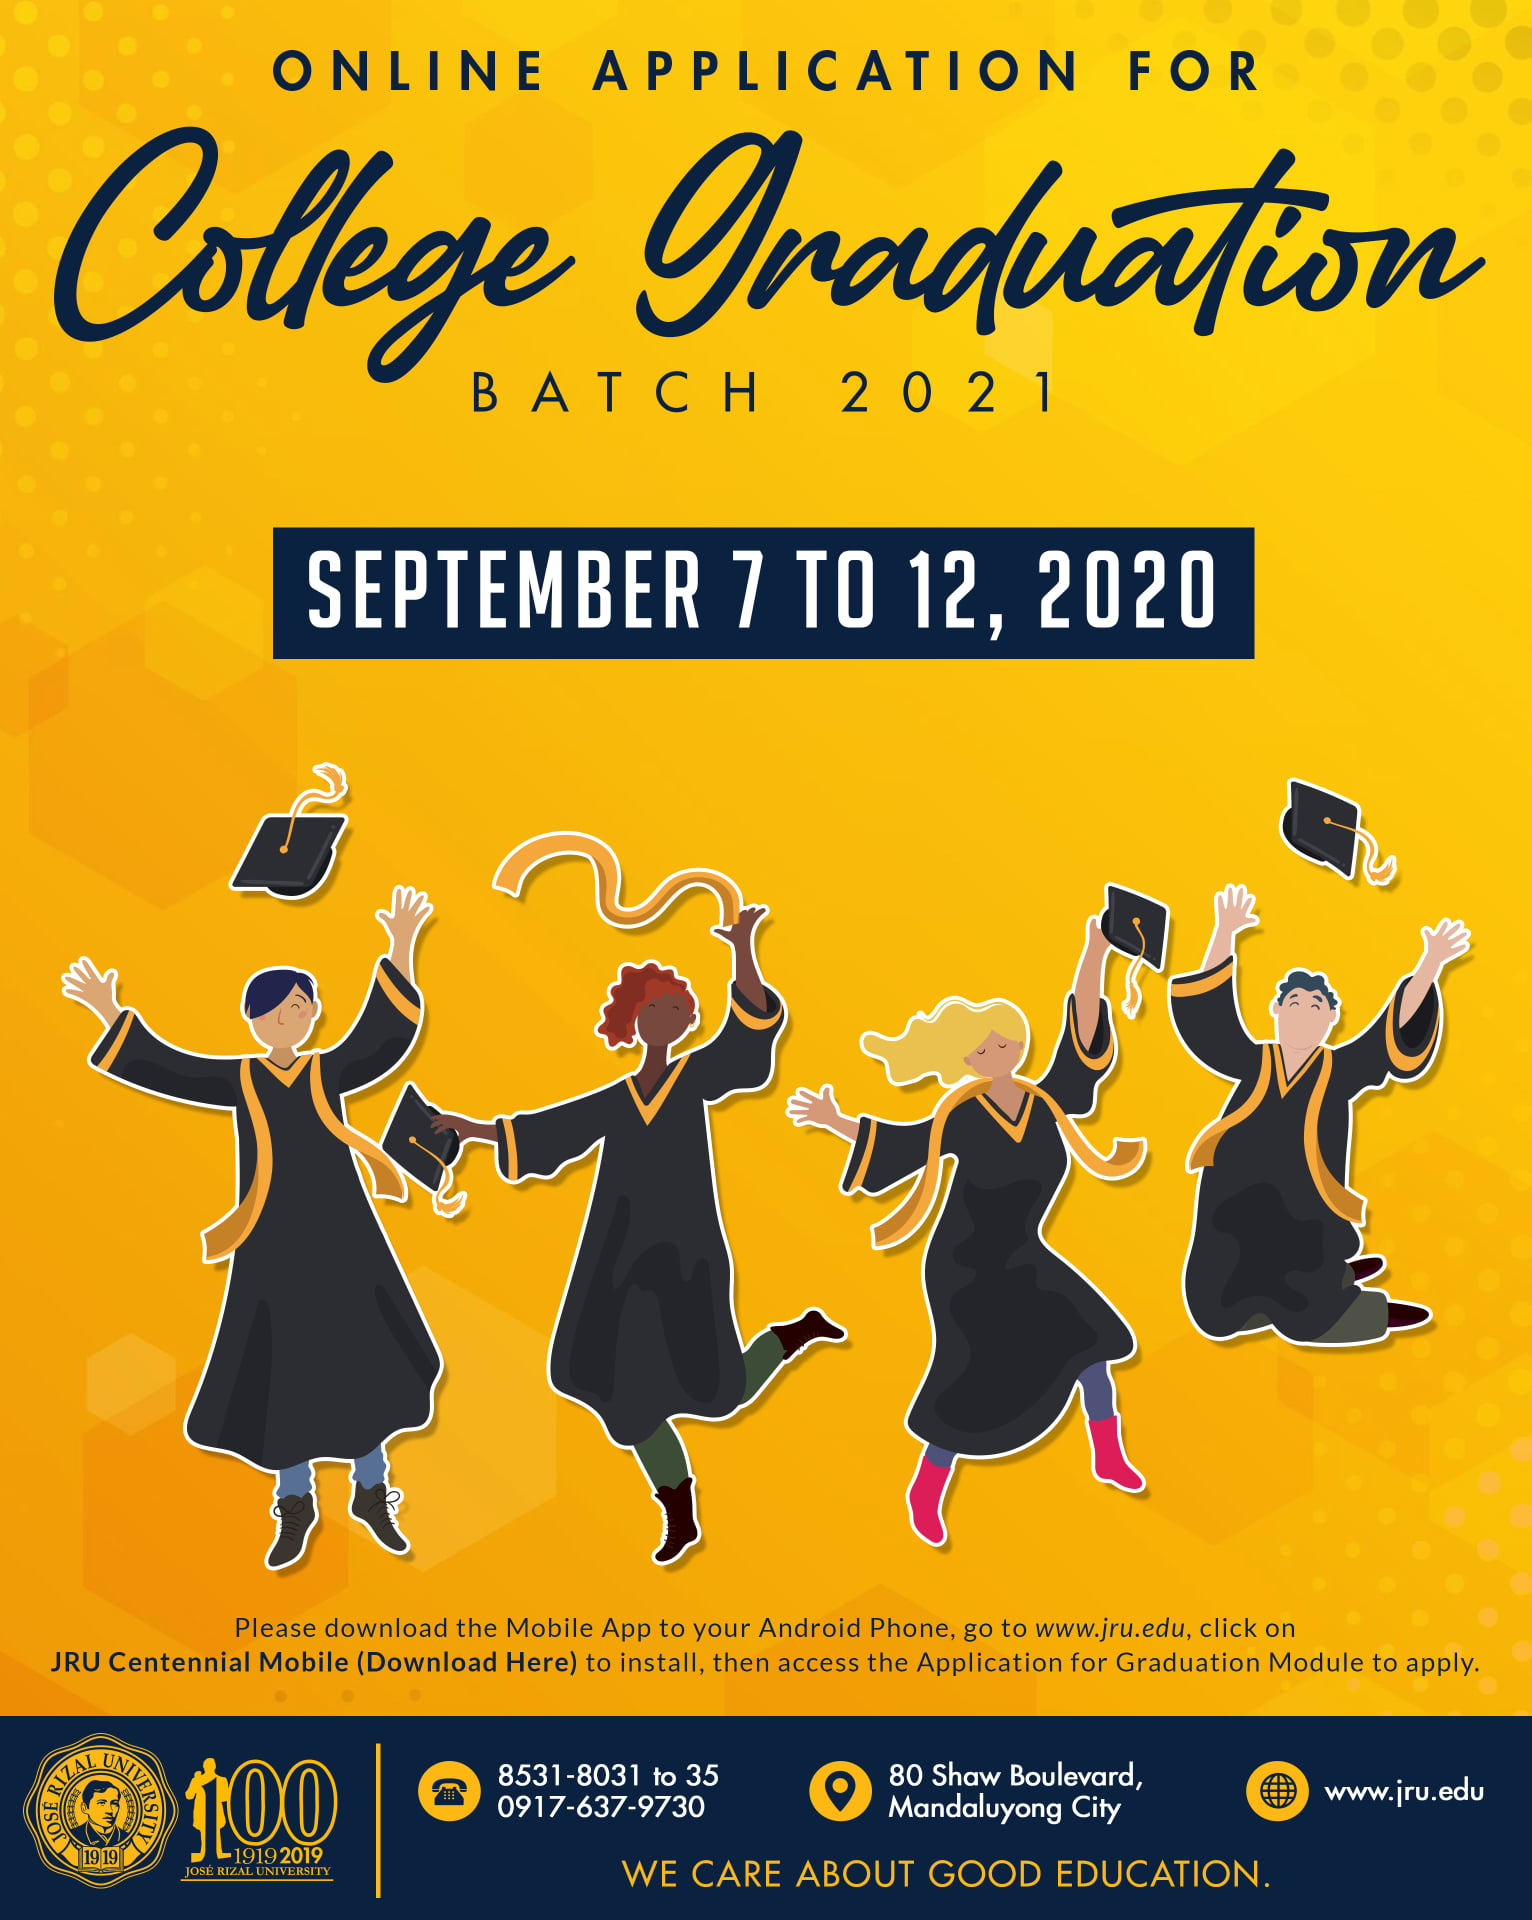 ONLINE APPLICATION FOR
College Graduation
BATCH 2021
SEPTEMBER 7 TO 12, 2020
Please download the Mobile App to your Android Phone, go to www.jru.edu, click on
JRU Centennial Mobile (Download Here) to install, then access the Application for Graduation Module to apply.
JOSÉ RIZAL UNIVERSITY
1919
100
1919 2019
JOSÉ RIZAL UNIVERSITY
8531-8031 to 35
0917-637-9730
80 Shaw Boulevard,
Mandaluyong City
www.jru.edu
WE CARE ABOUT GOOD EDUCATION.